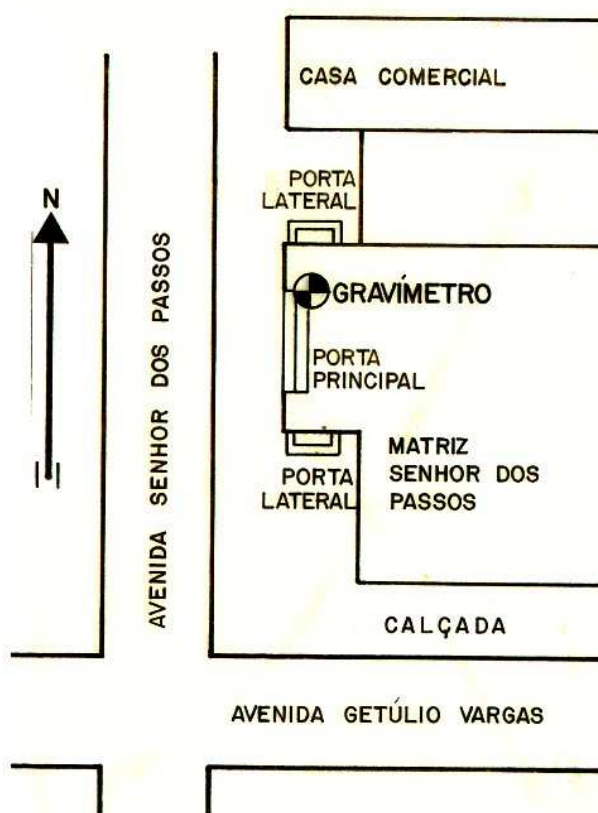 CASA COMERCIAL
PORTA
LATERAL
N
AVENIDA SENHOR DOS PASSOS
GRAVÍMETRO
PORTA
PRINCIPAL
MATRIZ
SENHOR DOS
PASSOS
PORTA
LATERAL
CALÇADA
AVENIDA GETÚLIO VARGAS